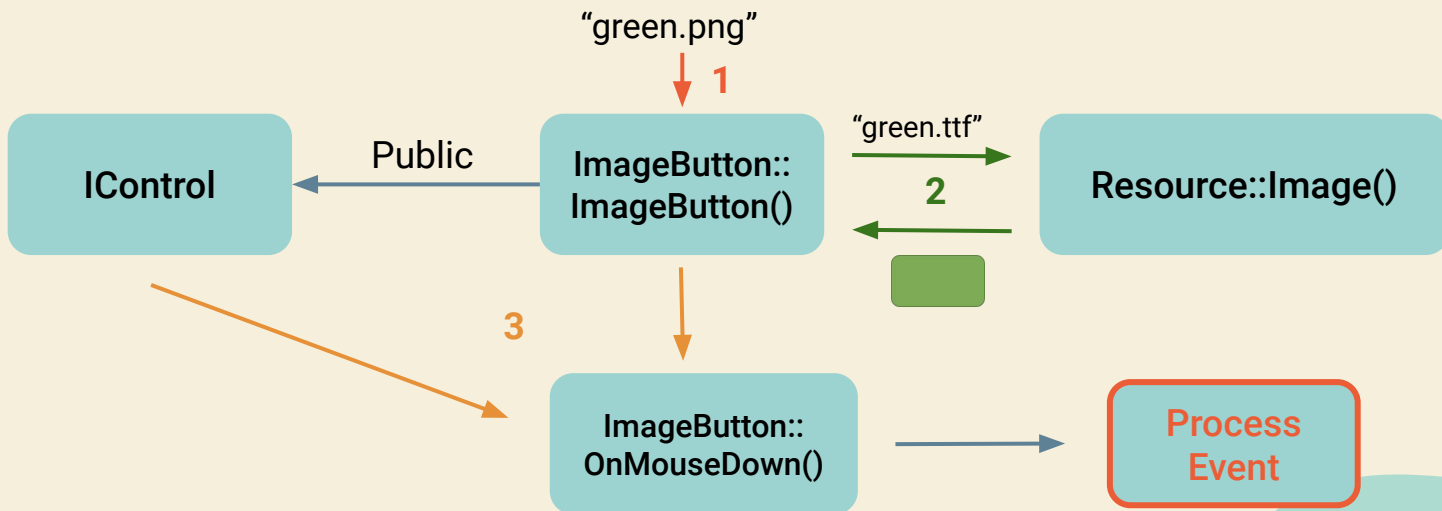 “green.png”
1
IControl
Public
ImageButton::
ImageButton()
“green.ttf”
2
Resource::Image()
3
ImageButton::
OnMouseDown()
Process
Event